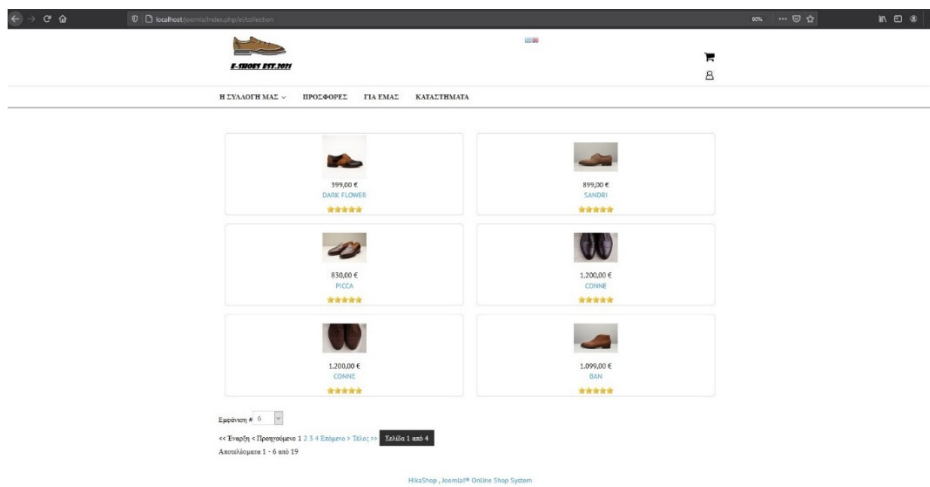 localhost/joomla/index.php/el/collection
90%
E-SHOES EST.2021
Η ΣΥΛΛΟΓΗ ΜΑΣ ΠΡΟΣΦΟΡΕΣ ΓΙΑ ΕΜΑΣ ΚΑΤΑΣΤΗΜΑΤΑ
399,00 € 899,00 €
DARK FLOWER SANDRI
830,00 € 1.200,00 €
PICCA CONNE
1.200,00 € 1.099,00 €
CONNE BAN
Εμφάνιση # 6
<< Έναρξη < Προηγούμενο 1 2 3 4 Επόμενο > Τέλος >> Σελίδα 1 από 4
Αποτελέσματα 1 - 6 από 19
HikaShop , Joomla!® Online Shop System